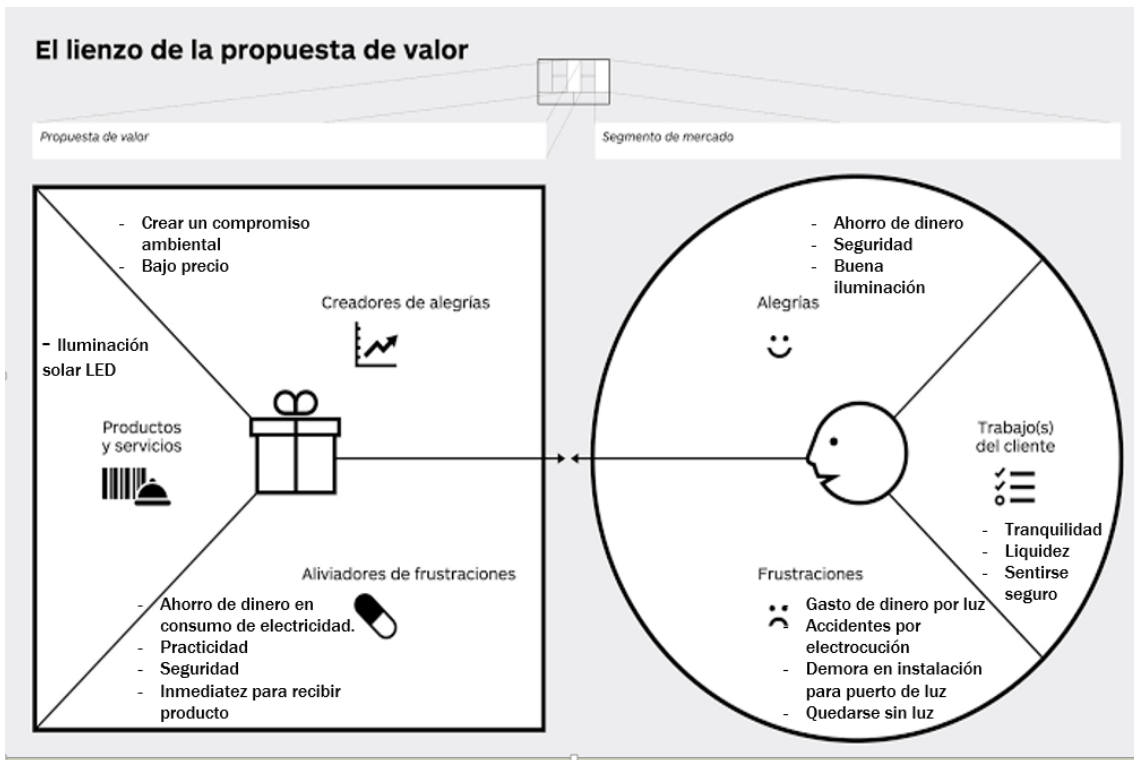 El lienzo de la propuesta de valor
Propuesta de valor
Segmento de mercado
- Crear un compromiso
ambiental
- Bajo precio
Creadores de alegrías
- Iluminación
solar LED
Productos
y servicios
Aliviadores de frustraciones
- Ahorro de dinero en
consumo de electricidad.
- Practicidad
- Seguridad
- Inmediatez para recibir
producto
- Ahorro de dinero
- Seguridad
- Buena
iluminación
Alegrías
Trabajo(s)
del cliente
- Tranquilidad
- Liquidez
- Sentirse
seguro
Frustraciones
- Gasto de dinero por luz
- Accidentes por
electrocución
- Demora en instalación
para puerto de luz
- Quedarse sin luz